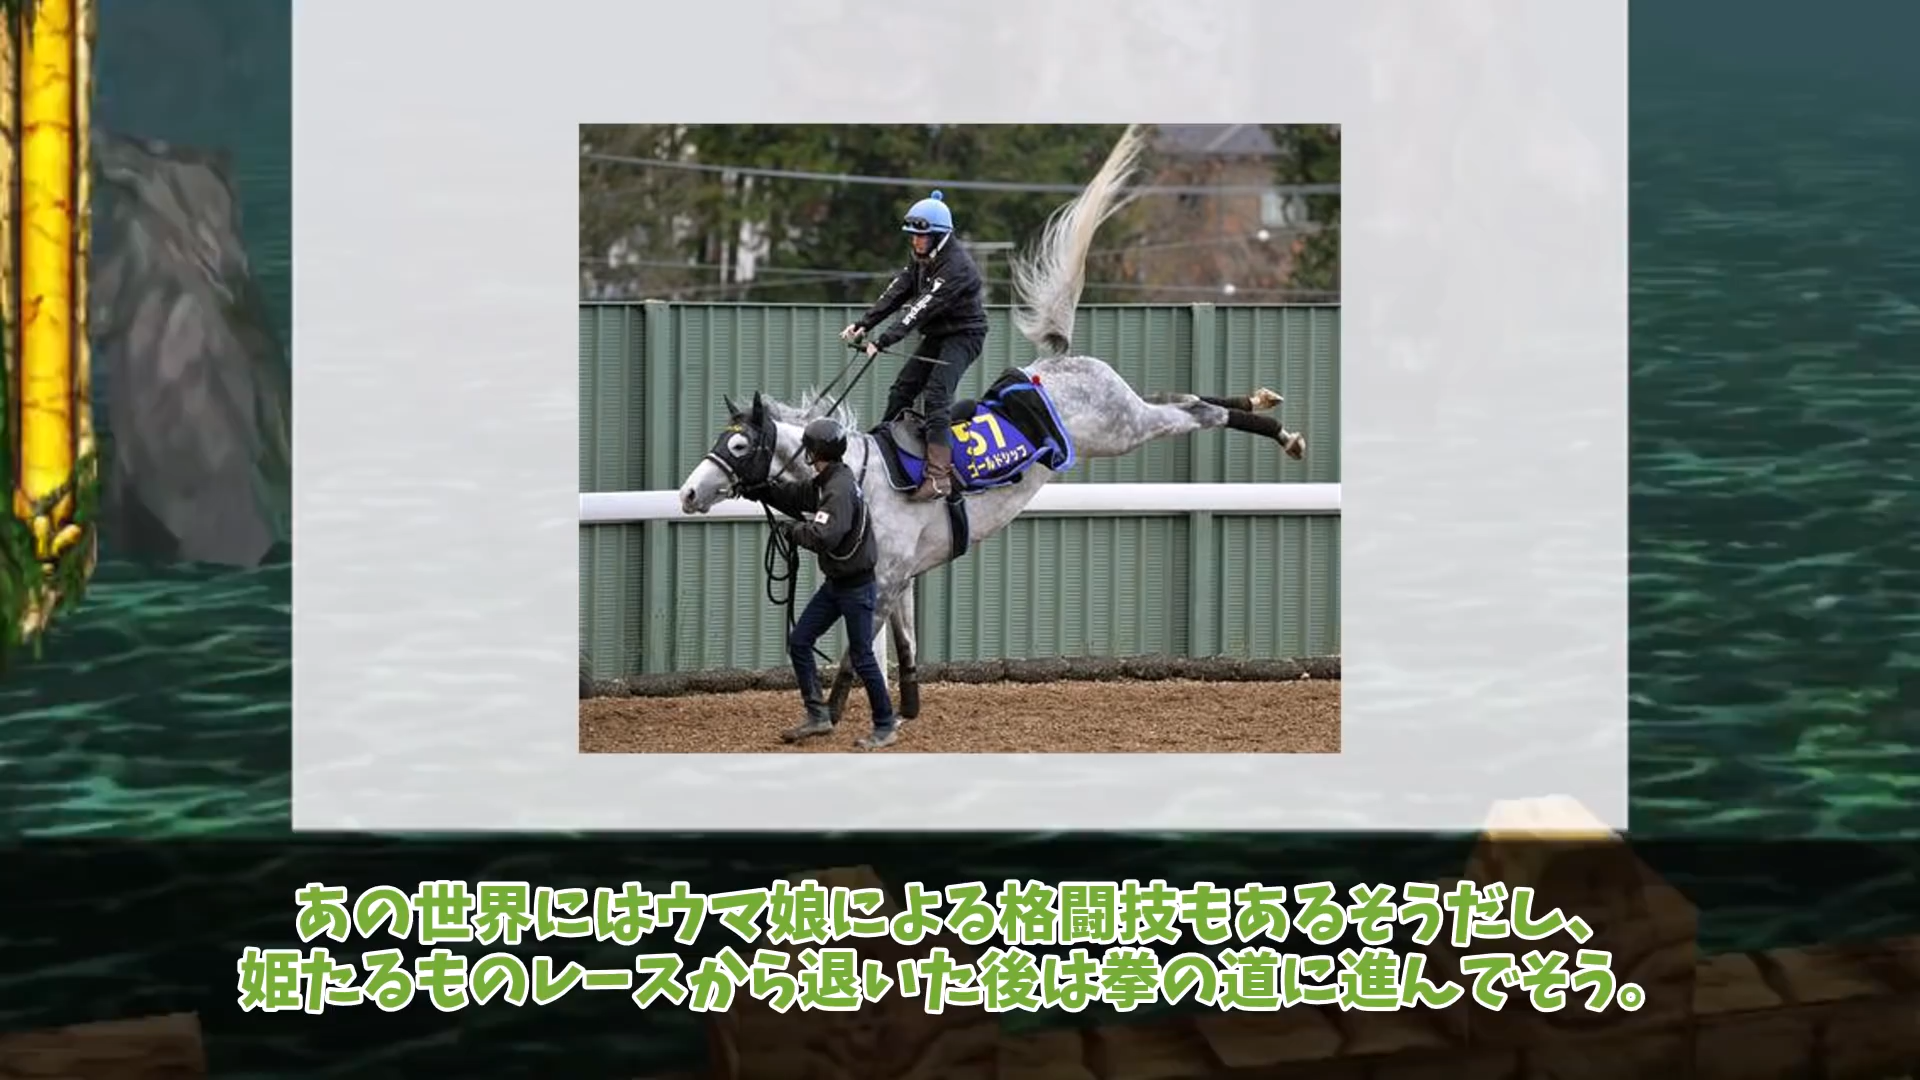 57
ゴールドシップ
あの世界にはウマ娘による格闘技もあるそうだし、
姫たるものレースから退いた後は拳の道に進んでそう。